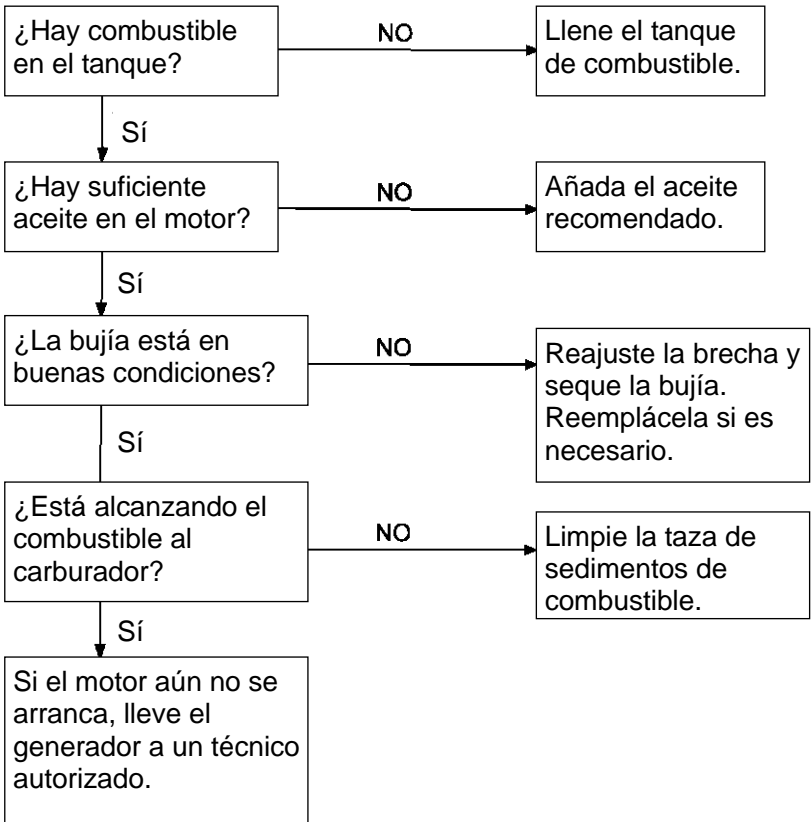 ¿Hay combustible
en el tanque?
NO
Llene el tanque
de combustible.
Sí
¿Hay suficiente
aceite en el motor?
NO
Añada el aceite
recomendado.
Sí
¿La bujía está en
buenas condiciones?
NO
Reajuste la brecha y
seque la bujía.
Reemplácela si es
necesario.
Sí
¿Está alcanzando el
combustible al
carburador?
NO
Limpie la taza de
sedimentos de
combustible.
Sí
Si el motor aún no se
arranca, lleve el
generador a un técnico
autorizado.